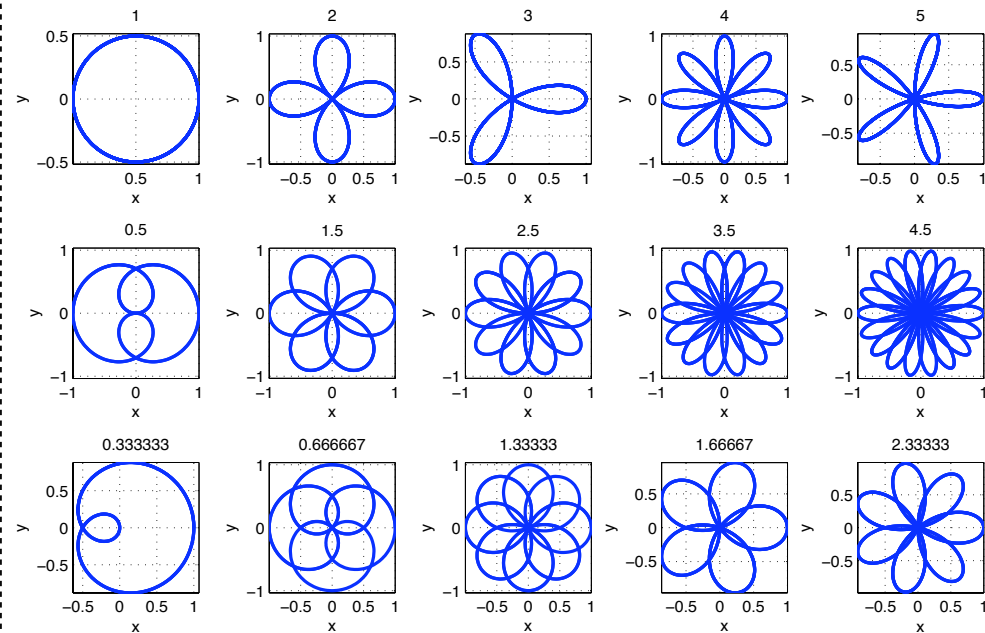 1 2 3 4 5
0.5 1 1 0.5
0.5 0.5
y 0 y 0 y 0 y 0 y 0
−0.5 −0.5
−0.5 −1 −1
0.5 1 −0.5 0 0.5 1 −0.5 0 0.5 1 −0.5 0 0.5 1 −0.5 0 0.5 1
x x x x x
0.5 1.5 2.5 3.5 4.5
1 1 1 1 1
y 0 y 0 y 0 y 0 y 0
−1 −1 −1 −1 −1
−1 0 1 −0.5 0 0.5 1 −1 0 1 −1 0 1 −1 0 1
x x x x x
0.333333 0.666667 1.33333 1.66667 2.33333
1 1
0.5 0.5 0.5
y 0 y 0 y 0 y 0 y 0
−0.5 −0.5 −0.5
−1 −1
−0.5 0 0.5 1 −0.5 0 0.5 1 −0.5 0 0.5 1 −0.5 0 0.5 1 −0.5 0 0.5 1
x x x x x